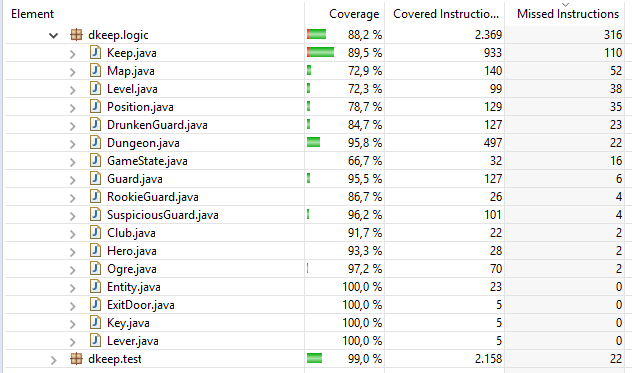 Element Coverage Covered Instructio... Missed Instructions
dkeep.logic 88,2 % 2.369 316
Keep.java 89,5 % 933 110
Map.java 72,9 % 140 52
Level.java 72,3 % 99 38
Position.java 78,7 % 129 35
DrunkenGuard.java 84,7 % 127 23
Dungeon.java 95,8 % 497 22
GameState.java 66,7 % 32 16
Guard.java 95,5 % 127 6
RookieGuard.java 86,7 % 26 4
SuspiciousGuard.java 96,2 % 101 4
Club.java 91,7 % 22 2
Hero.java 93,3 % 28 2
Ogre.java 97,2 % 70 2
Entity.java 100,0 % 23 0
ExitDoor.java 100,0 % 5 0
Key.java 100,0 % 5 0
Lever.java 100,0 % 5 0
dkeep.test 99,0 % 2.158 22